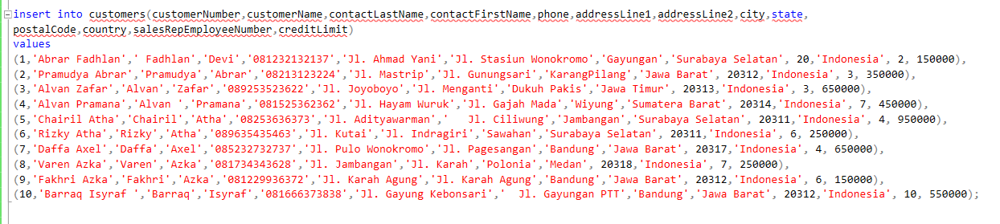 insert into customers(customerNumber,customerName,contactLastName,contactFirstName,phone,addressLine1,addressLine2,city,state,
postalCode,country,salesRepEmployeeNumber,creditLimit)
values
(1,'Abrar Fadhlan',' Fadhlan','Devi','081232132137','Jl. Ahmad Yani','Jl. Stasiun Wonokromo','Gayungan','Surabaya Selatan', 20,'Indonesia', 2, 150000),
(2,'Pramudya Abrar','Pramudya','Abrar','08213123224','Jl. Mastrip','Jl. Gunungsari','KarangPilang','Jawa Barat', 20312,'Indonesia', 3, 350000),
(3,'Alvan Zafar','Alvan','Zafar','089253523622','Jl. Joyoboyo','Jl. Menganti','Dukuh Pakis','Jawa Timur', 20313,'Indonesia', 3, 650000),
(4,'Alvan Pramana','Alvan ','Pramana','081525362362','Jl. Hayam Wuruk','Jl. Gajah Mada','Wiyung','Sumatera Barat', 20314,'Indonesia', 7, 450000),
(5,'Chairil Atha','Chairil','Atha','08253636373','Jl. Adityawarman','   Jl. Ciliwung','Jambangan','Surabaya Selatan', 20311,'Indonesia', 4, 950000),
(6,'Rizky Atha','Rizky','Atha','089635435463','Jl. Kutai','Jl. Indragiri','Sawahan','Surabaya Selatan', 20311,'Indonesia', 6, 250000),
(7,'Daffa Axel','Daffa','Axel','085232732737','Jl. Pulo Wonokromo','Jl. Pagesangan','Bandung','Jawa Barat', 20317,'Indonesia', 4, 650000),
(8,'Varen Azka','Varen','Azka','081734343628','Jl. Jambangan','Jl. Karah','Polonia','Medan', 20318,'Indonesia', 7, 250000),
(9,'Fakhri Azka','Fakhri','Azka','081229936372','Jl. Karah Agung','Jl. Karah Agung','Bandung','Jawa Barat', 20312,'Indonesia', 6, 150000),
(10,'Barraq Isyraf ','Barraq','Isyraf','081666373838','Jl. Gayung Kebonsari','  Jl. Gayungan PTT','Bandung','Jawa Barat', 20312,'Indonesia', 10, 550000);